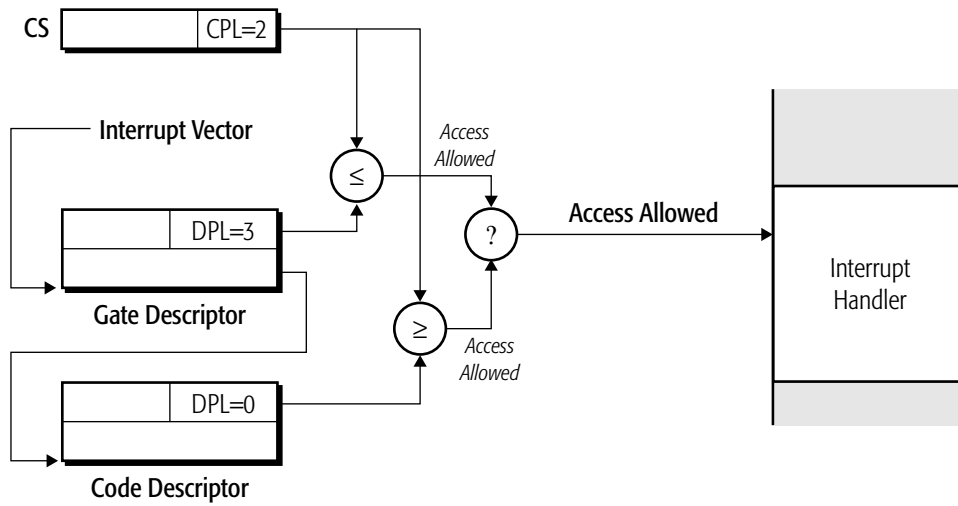 CS
CPL=2
Interrupt Vector
Access
Allowed
≤
DPL=3
?
Access Allowed
Gate Descriptor
Interrupt
Handler
≥
Access
Allowed
DPL=0
Code Descriptor